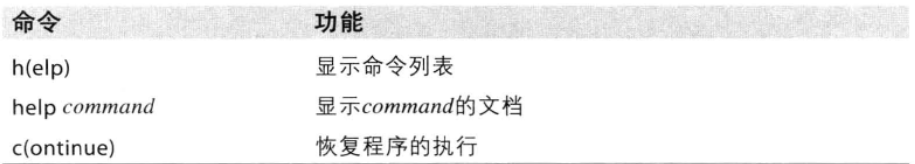 命令 功能
h(elp) 显示命令列表
help command 显示command的文档
c(ontinue) 恢复程序的执行